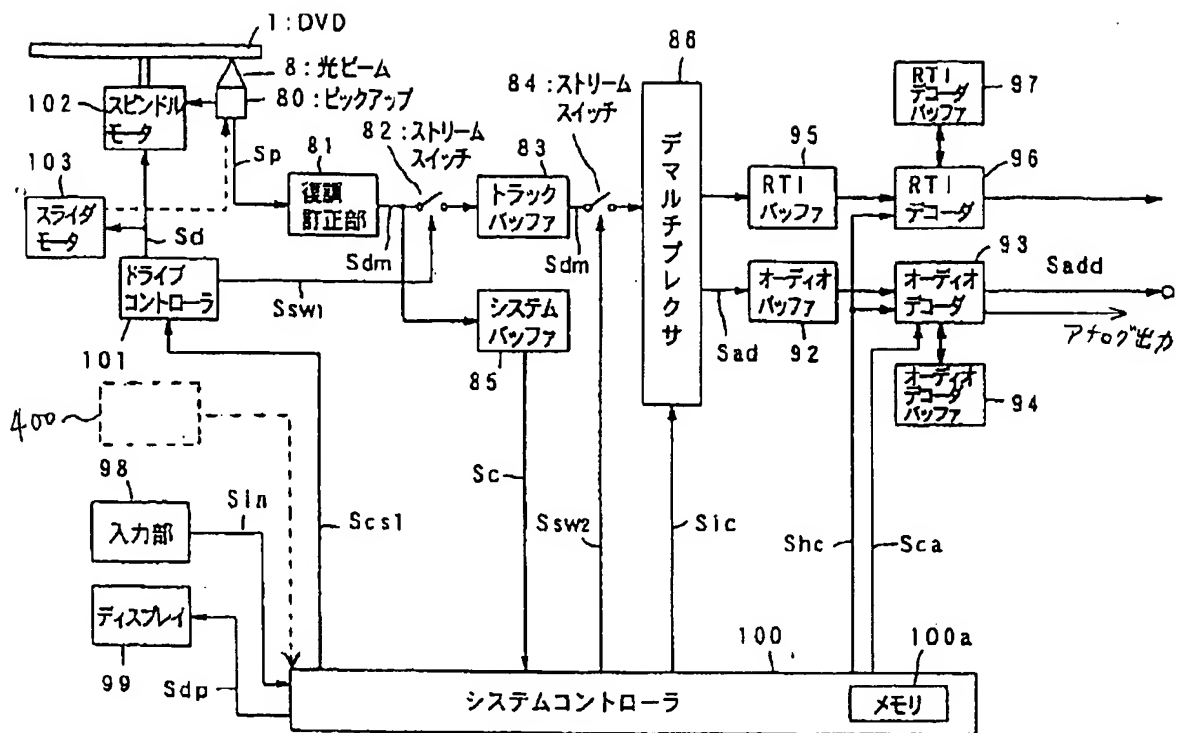 1:DVD
8:光ビーム
80:ピックアップ
102
スピンドル
モータ
103
スライダ
モータ
Sp
81
復調
訂正部
82:ストリーム
スイッチ
83
トラック
バッファ
84:ストリーム
スイッチ
86
デマルチプレクサ
95
RTI
バッファ
RTI
デコーダ
バッファ
97
RTI
デコーダ
96
Sd
Sdm
Sdm
ドライブ
コントローラ
101
Ssw1
システム
バッファ
85
オーディオ
バッファ
92
Sad
オーディオ
デコーダ
93
Sadd
アナログ出力
オーディオ
デコーダ
バッファ
94
400
98
入力部
Sin
ディスプレイ
99
Sdp
Scs1
Sc
Ssw2
Sic
Shc
Sca
100
システムコントローラ
100a
メモリ